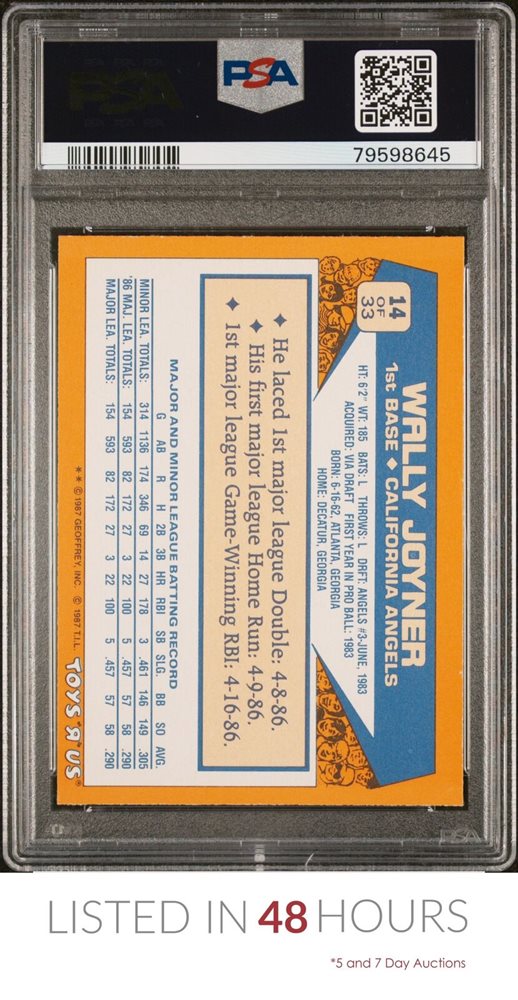 PSA
79598645
14
OF
33
WALLY JOYNER
1st BASE ♦ CALIFORNIA ANGELS
HT: 6'2" WT: 185 BATS: L THROWS: L DRFT: ANGELS #3-JUNE, 1983
ACQUIRED: VIA DRAFT FIRST YEAR IN PRO BALL: 1983
BORN: 6-16-62, ATLANTA, GEORGIA
HOME: DECATUR, GEORGIA
♦ He laced 1st major league Double: 4-8-86.
♦ His first major league Home Run: 4-9-86.
♦ 1st major league Game-Winning RBI: 4-16-86.
MAJOR AND MINOR LEAGUE BATTING RECORD
G AB R H 2B 3B HR RBI SB SLG. BB SO AVG.
MINOR LEA. TOTALS: 314 1136 174 346 69 14 27 178 3 .461 146 149 .305
'86 MAJ. LEA. TOTALS: 154 593 82 172 27 3 22 100 5 .457 57 58 .290
MAJOR LEA. TOTALS: 154 593 82 172 27 3 22 100 5 .457 57 58 .290
** © 1987 GEOFFREY, INC. © 1987 T.I.L. TOYS "Я" US®
PSA
LISTED IN 48 HOURS
*5 and 7 Day Auctions